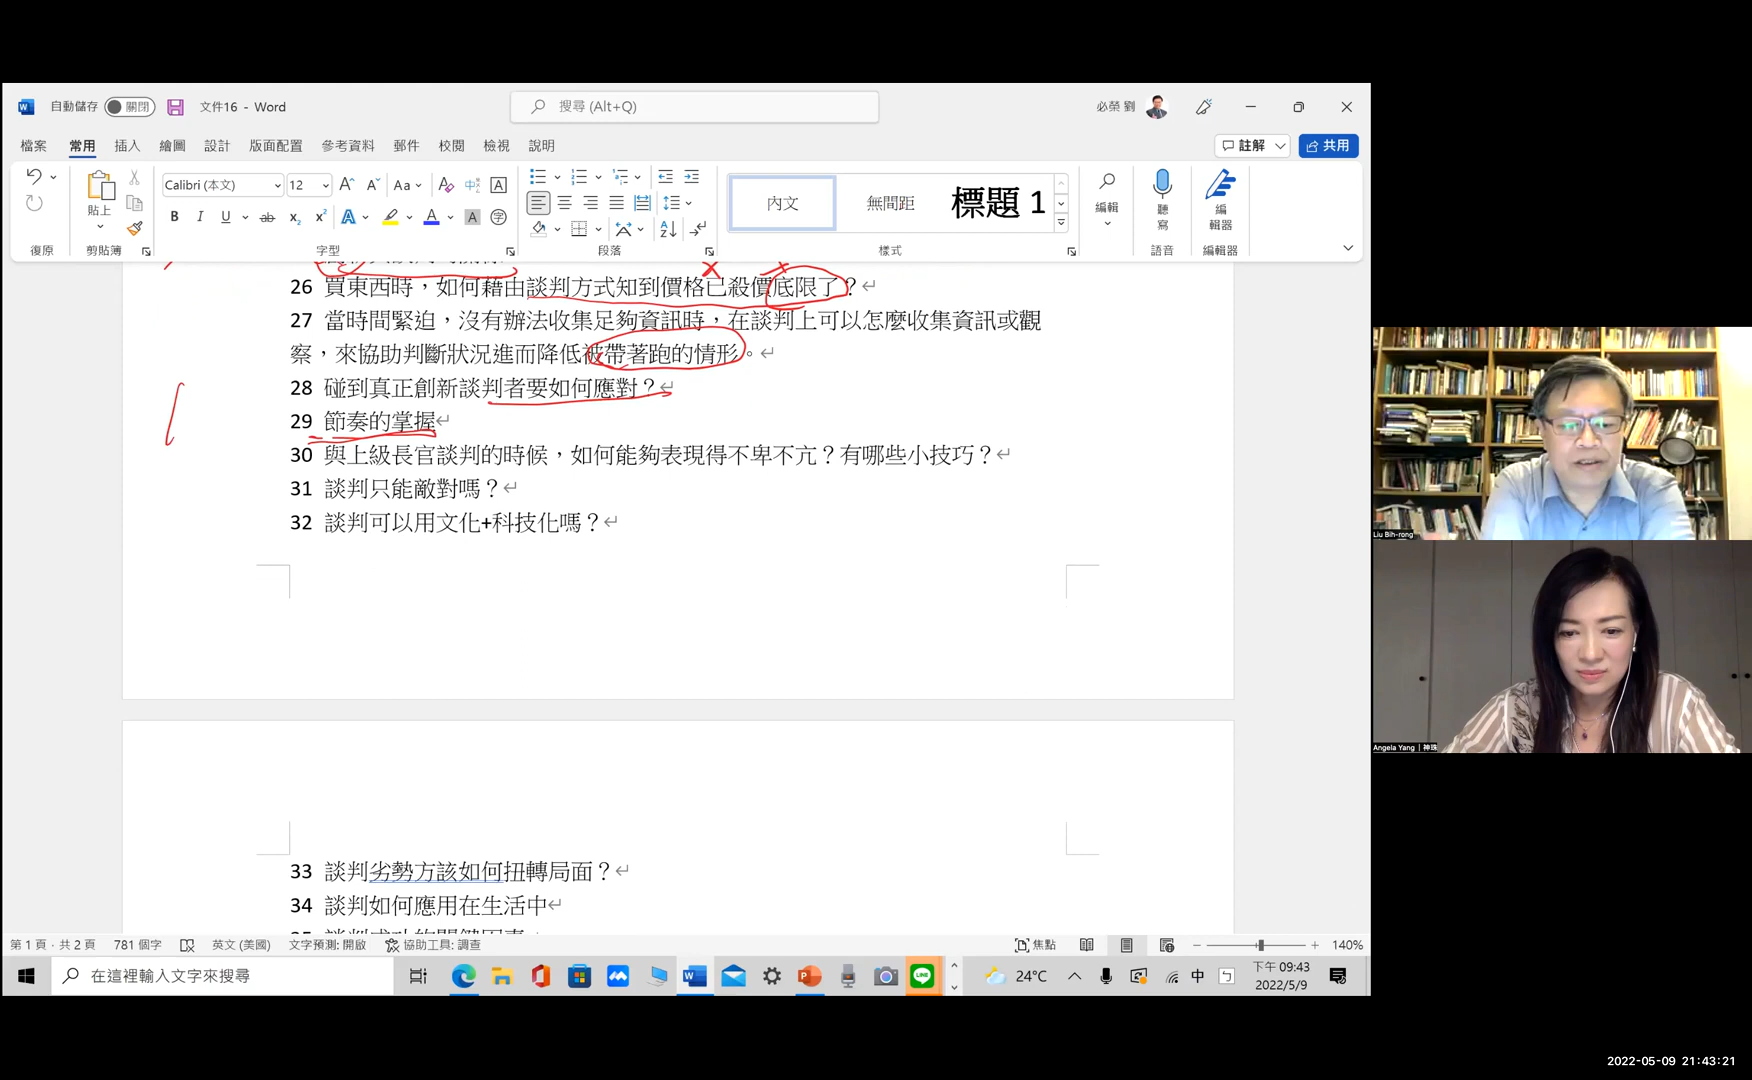 自動儲存 關閉 文件16 - Word 搜尋 (Alt+Q) 必榮 劉
檔案 常用 插入 繪圖 設計 版面配置 參考資料 郵件 校閱 檢視 說明 註解 共用
Calibri (本文) 12
貼上
內文 無間距 標題 1
編輯
聽寫
編輯器
復原 剪貼簿 字型 段落 樣式 語音 編輯器
26 買東西時，如何藉由談判方式知到價格已殺價底限了？
27 當時間緊迫，沒有辦法收集足夠資訊時，在談判上可以怎麼收集資訊或觀
察，來協助判斷狀況進而降低被帶著跑的情形。
28 碰到真正創新談判者要如何應對？
29 節奏的掌握
30 與上級長官談判的時候，如何能夠表現得不卑不亢？有哪些小技巧？
31 談判只能敵對嗎？
32 談判可以用文化+科技化嗎？
33 談判劣勢方該如何扭轉局面？
34 談判如何應用在生活中
第 1 頁，共 2 頁 781 個字 英文 (美國) 文字預測: 開啟 協助工具: 調查 焦點 140%
在這裡輸入文字來搜尋
24°C 中 下午 09:43
2022/5/9
Liu Bih-rong
Angela Yang | 神珠
2022-05-09 21:43:21